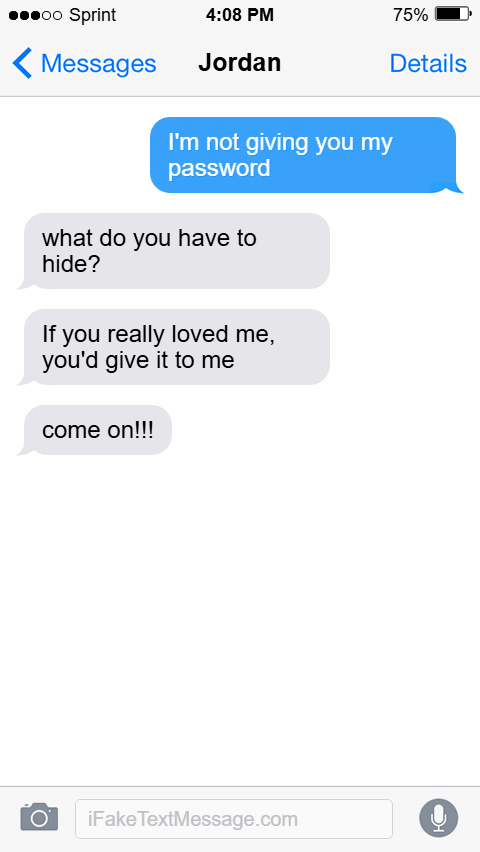 Sprint 4:08 PM 75%
Messages Jordan Details
I'm not giving you my
password
what do you have to
hide?
If you really loved me,
you'd give it to me
come on!!!
iFakeTextMessage.com